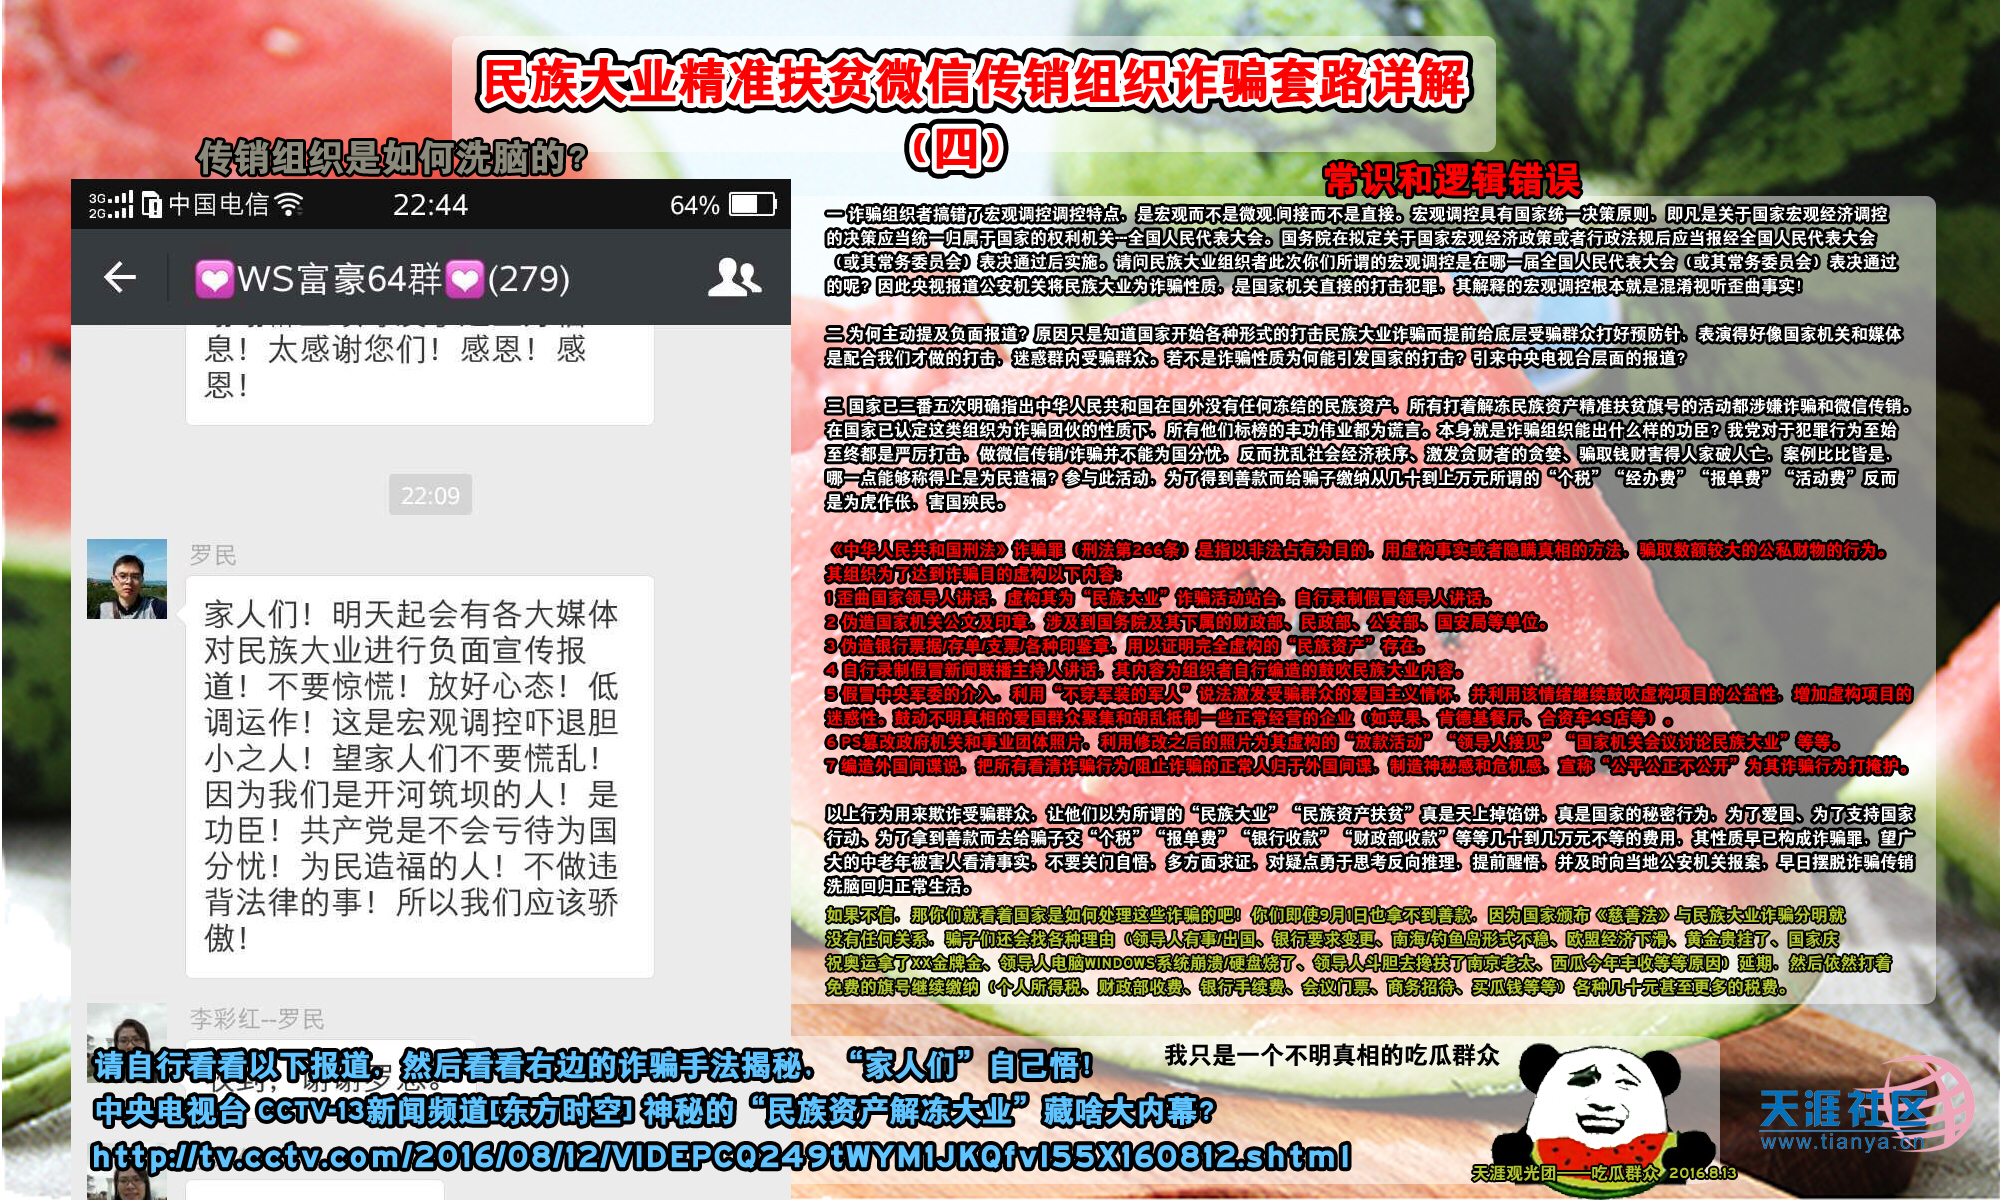 民族大业精准扶贫微信传销组织诈骗套路详解
（四）
传销组织是如何洗脑的?
3G
2G
中国电信
22:44
64%
WS富豪64群
(279)
息！太感谢您们！感恩！感
恩！
22:09
罗民
家人们！明天起会有各大媒体
对民族大业进行负面宣传报
道！不要惊慌！放好心态！低
调运作！这是宏观调控吓退胆
小之人！望家人们不要慌乱！
因为我们是开河筑坝的人！是
功臣！共产党是不会亏待为国
分忧！为民造福的人！不做违
背法律的事！所以我们应该骄
傲！
李彩红--罗民
常识和逻辑错误
一 诈骗组织者搞错了宏观调控调控特点，是宏观而不是微观,间接而不是直接。宏观调控具有国家统一决策原则，即凡是关于国家宏观经济调控
的决策应当统一归属于国家的权利机关--全国人民代表大会。国务院在拟定关于国家宏观经济政策或者行政法规后应当报经全国人民代表大会
（或其常务委员会）表决通过后实施。请问民族大业组织者此次你们所谓的宏观调控是在哪一届全国人民代表大会（或其常务委员会）表决通过
的呢？因此央视报道公安机关将民族大业为诈骗性质，是国家机关直接的打击犯罪，其解释的宏观调控根本就是混淆视听歪曲事实!
二 为何主动提及负面报道？原因只是知道国家开始各种形式的打击民族大业诈骗而提前给底层受骗群众打好预防针，表演得好像国家机关和媒体
是配合我们才做的打击，迷惑群内受骗群众。若不是诈骗性质为何能引发国家的打击？引来中央电视台层面的报道?
三 国家已三番五次明确指出中华人民共和国在国外没有任何冻结的民族资产，所有打着解冻民族资产精准扶贫旗号的活动都涉嫌诈骗和微信传销。
在国家已认定这类组织为诈骗团伙的性质下，所有他们标榜的丰功伟业都为谎言。本身就是诈骗组织能出什么样的功臣？我党对于犯罪行为至始
至终都是严厉打击，做微信传销/诈骗并不能为国分忧，反而扰乱社会经济秩序、激发贪财者的贪婪、骗取钱财害得人家破人亡，案例比比皆是，
哪一点能够称得上是为民造福？参与此活动，为了得到善款而给骗子缴纳从几十到上万元所谓的“个税”“经办费”“报单费”“活动费”反而
是为虎作伥，害国殃民。
《中华人民共和国刑法》诈骗罪（刑法第266条）是指以非法占有为目的，用虚构事实或者隐瞒真相的方法，骗取数额较大的公私财物的行为。
其组织为了达到诈骗目的虚构以下内容:
1 歪曲国家领导人讲话，虚构其为“民族大业”诈骗活动站台，自行录制假冒领导人讲话。
2 伪造国家机关公文及印章，涉及到国务院及其下属的财政部、民政部、公安部、国安局等单位。
3 伪造银行票据/存单/支票/各种印鉴章，用以证明完全虚构的“民族资产”存在。
4 自行录制假冒新闻联播主持人讲话，其内容为组织者自行编造的鼓吹民族大业内容。
5 假冒中央军委的介入，利用“不穿军装的军人”说法激发受骗群众的爱国主义情怀，并利用该情结继续鼓吹虚构项目的公益性，增加虚构项目的
迷惑性。鼓动不明真相的爱国群众聚集和胡乱抵制一些正常经营的企业（如苹果、肯德基餐厅、合资车4S店等）。
6 PS篡改政府机关和事业团体照片，利用修改之后的照片为其虚构的“放款活动”“领导人接见”“国家机关会议讨论民族大业”等等。
7 编造外国间谍说，把所有看清诈骗行为/阻止诈骗的正常人归于外国间谍，制造神秘感和危机感，宣称“公平公正不公开”为其诈骗行为打掩护。
以上行为用来欺诈受骗群众，让他们以为所谓的“民族大业”“民族资产扶贫”真是天上掉馅饼，真是国家的秘密行为，为了爱国、为了支持国家
行动、为了拿到善款而去给骗子交“个税”“报单费”“银行收款”“财政部收款”等等几十到几万元不等的费用，其性质早已构成诈骗罪，望广
大的中老年被害人看清事实，不要关门自悟，多方面求证，对疑点勇于思考反向推理，提前醒悟，并及时向当地公安机关报案，早日摆脱诈骗传销
洗脑回归正常生活。
如果不信，那你们就看着国家是如何处理这些诈骗的吧！你们即使9月1日也拿不到善款，因为国家颁布《慈善法》与民族大业诈骗分明就
没有任何关系，骗子们还会找各种理由（领导人有事/出国、银行要求变更、南海/钓鱼岛形式不稳、欧盟经济下滑、黄金贵挂了、国家庆
祝奥运拿了XX金牌金、领导人电脑WINDOWS系统崩溃/硬盘烧了、领导人斗胆去搀扶了南京老太、西瓜今年丰收等等原因）延期，然后依然打着
免费的旗号继续缴纳（个人所得税、财政部收费、银行手续费、会议门票、商务招待、买瓜钱等等）各种几十元甚至更多的税费。
请自行看看以下报道，然后看看右边的诈骗手法揭秘，“家人们”自己悟！
中央电视台 CCTV-13新闻频道[东方时空] 神秘的“民族资产解冻大业”藏啥大内幕?
http://tv.cctv.com/2016/08/12/VIDEPCQ249tWYM1JKQfvl55X160812.shtml
我只是一个不明真相的吃瓜群众
天涯社区
www.tianya.cn
天涯观光团——吃瓜群众 2016.8.13